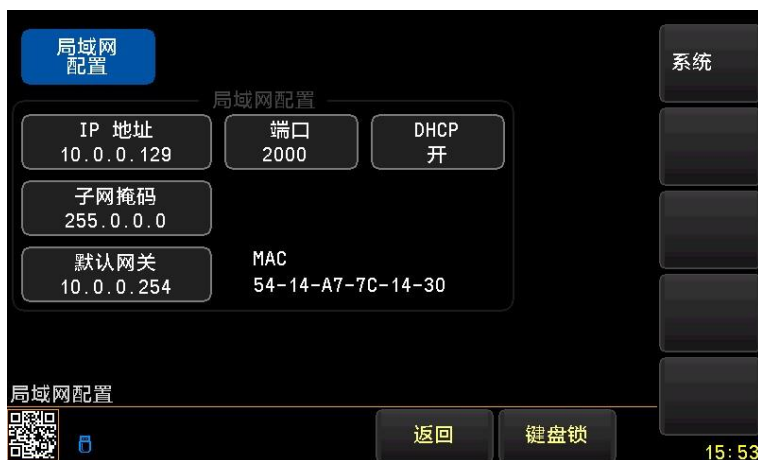 局域网
配置
系统
局域网配置
IP 地址
10.0.0.129
端口
2000
DHCP
开
子网掩码
255.0.0.0
默认网关
10.0.0.254
MAC
54-14-A7-7C-14-30
局域网配置
返回
键盘锁
15:53